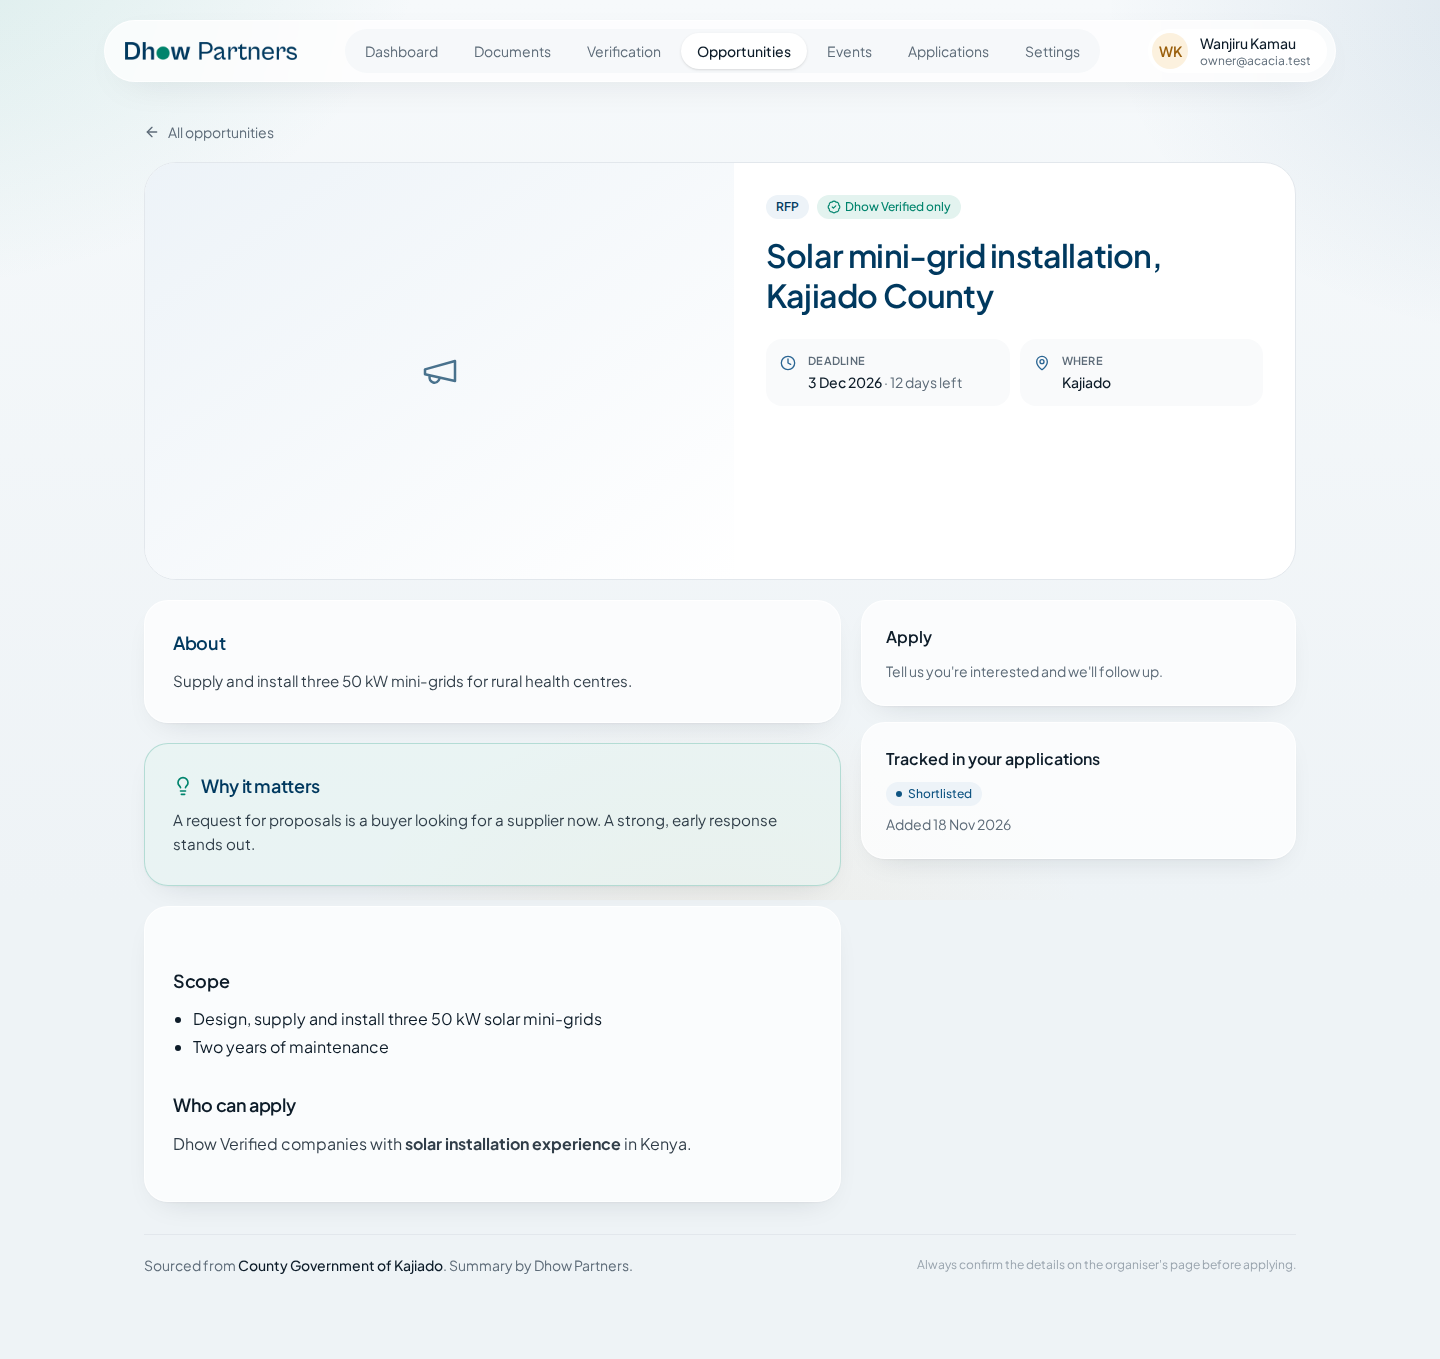 Dhow Partners
Dashboard
Documents
Verification
Opportunities
Events
Applications
Settings
WK
Wanjiru Kamau
owner@acacia.test
All opportunities
RFP
Dhow Verified only
Solar mini-grid installation,
Kajiado County
DEADLINE
3 Dec 2026 · 12 days left
WHERE
Kajiado
About
Supply and install three 50 kW mini-grids for rural health centres.
Apply
Tell us you're interested and we'll follow up.
Why it matters
A request for proposals is a buyer looking for a supplier now. A strong, early response
stands out.
Tracked in your applications
Shortlisted
Added 18 Nov 2026
Scope
• Design, supply and install three 50 kW solar mini-grids
• Two years of maintenance
Who can apply
Dhow Verified companies with solar installation experience in Kenya.
Sourced from County Government of Kajiado. Summary by Dhow Partners.
Always confirm the details on the organiser's page before applying.